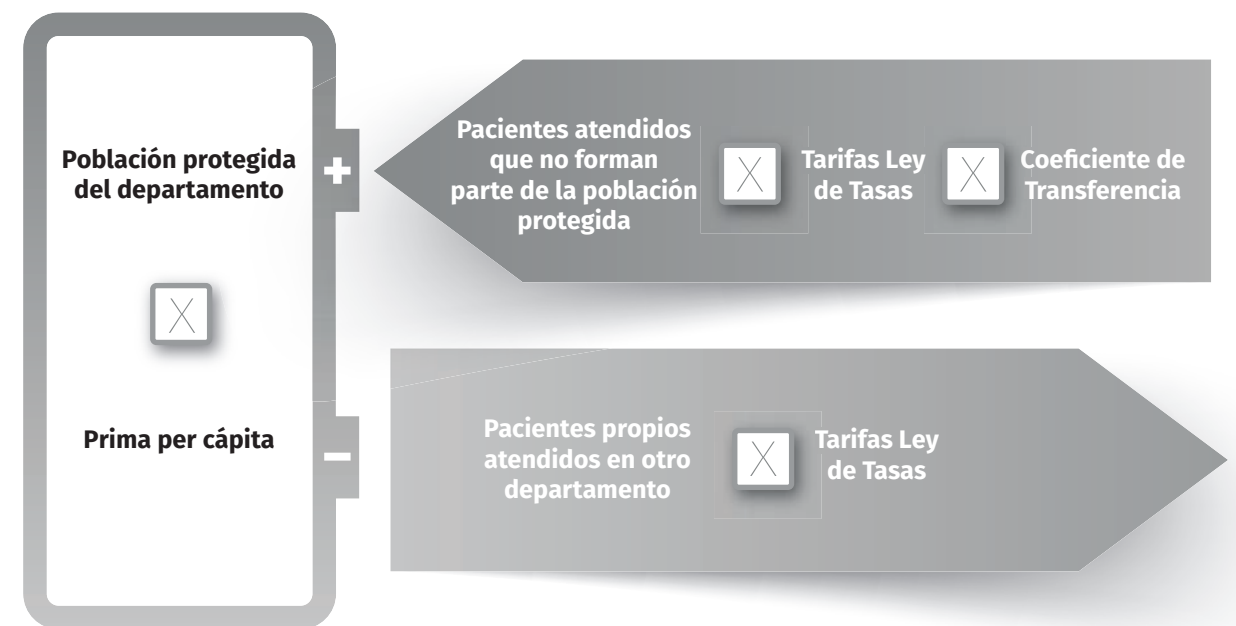 Población protegida
del departamento
X
Prima per cápita
+
Pacientes atendidos
que no forman
parte de la población
protegida
X
Tarifas Ley
de Tasas
X
Coeficiente de
Transferencia
−
Pacientes propios
atendidos en otro
departamento
X
Tarifas Ley
de Tasas